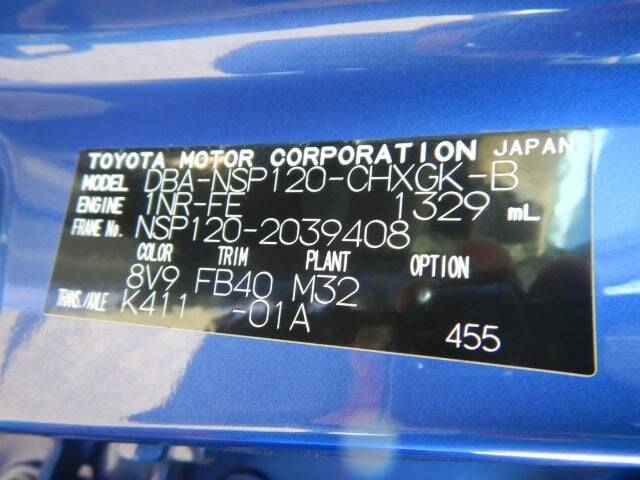 TOYOTA MOTOR CORPORATION JAPAN
MODEL DBA-NSP120-CHXGK-B
ENGINE 1NR-FE 1329 mL
FRAME No. NSP120-2039408
COLOR TRIM PLANT OPTION
8V9 FB40 M32
TRANS./AXLE K411 -01A
455